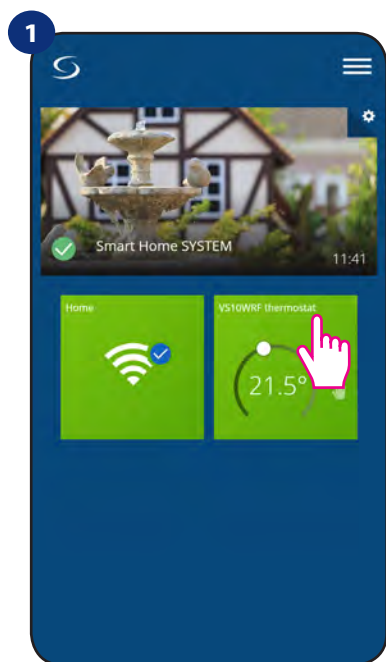 1
Smart Home SYSTEM
11:41
Home
VS10WRF thermostat
21.5°